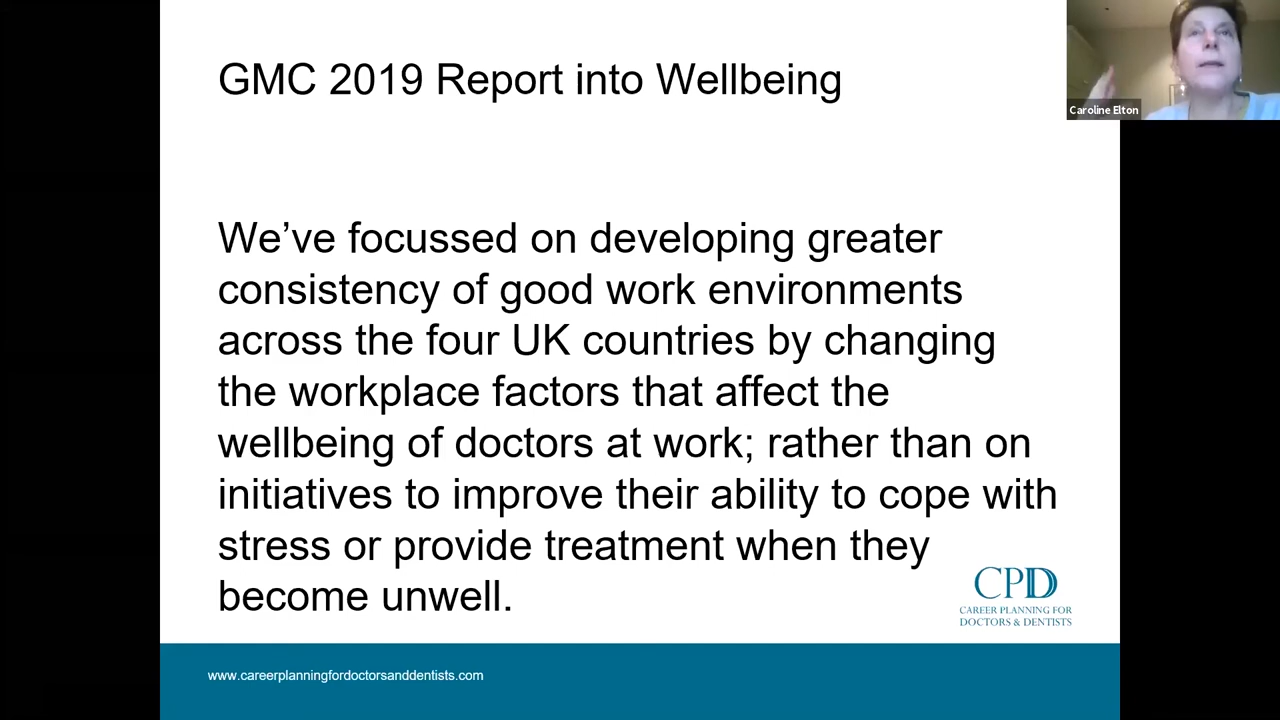 GMC 2019 Report into Wellbeing
Caroline Elton
We’ve focussed on developing greater
consistency of good work environments
across the four UK countries by changing
the workplace factors that affect the
wellbeing of doctors at work; rather than on
initiatives to improve their ability to cope with
stress or provide treatment when they
become unwell.
CPDD
CAREER PLANNING FOR
DOCTORS & DENTISTS
www.careerplanningfordoctorsanddentists.com